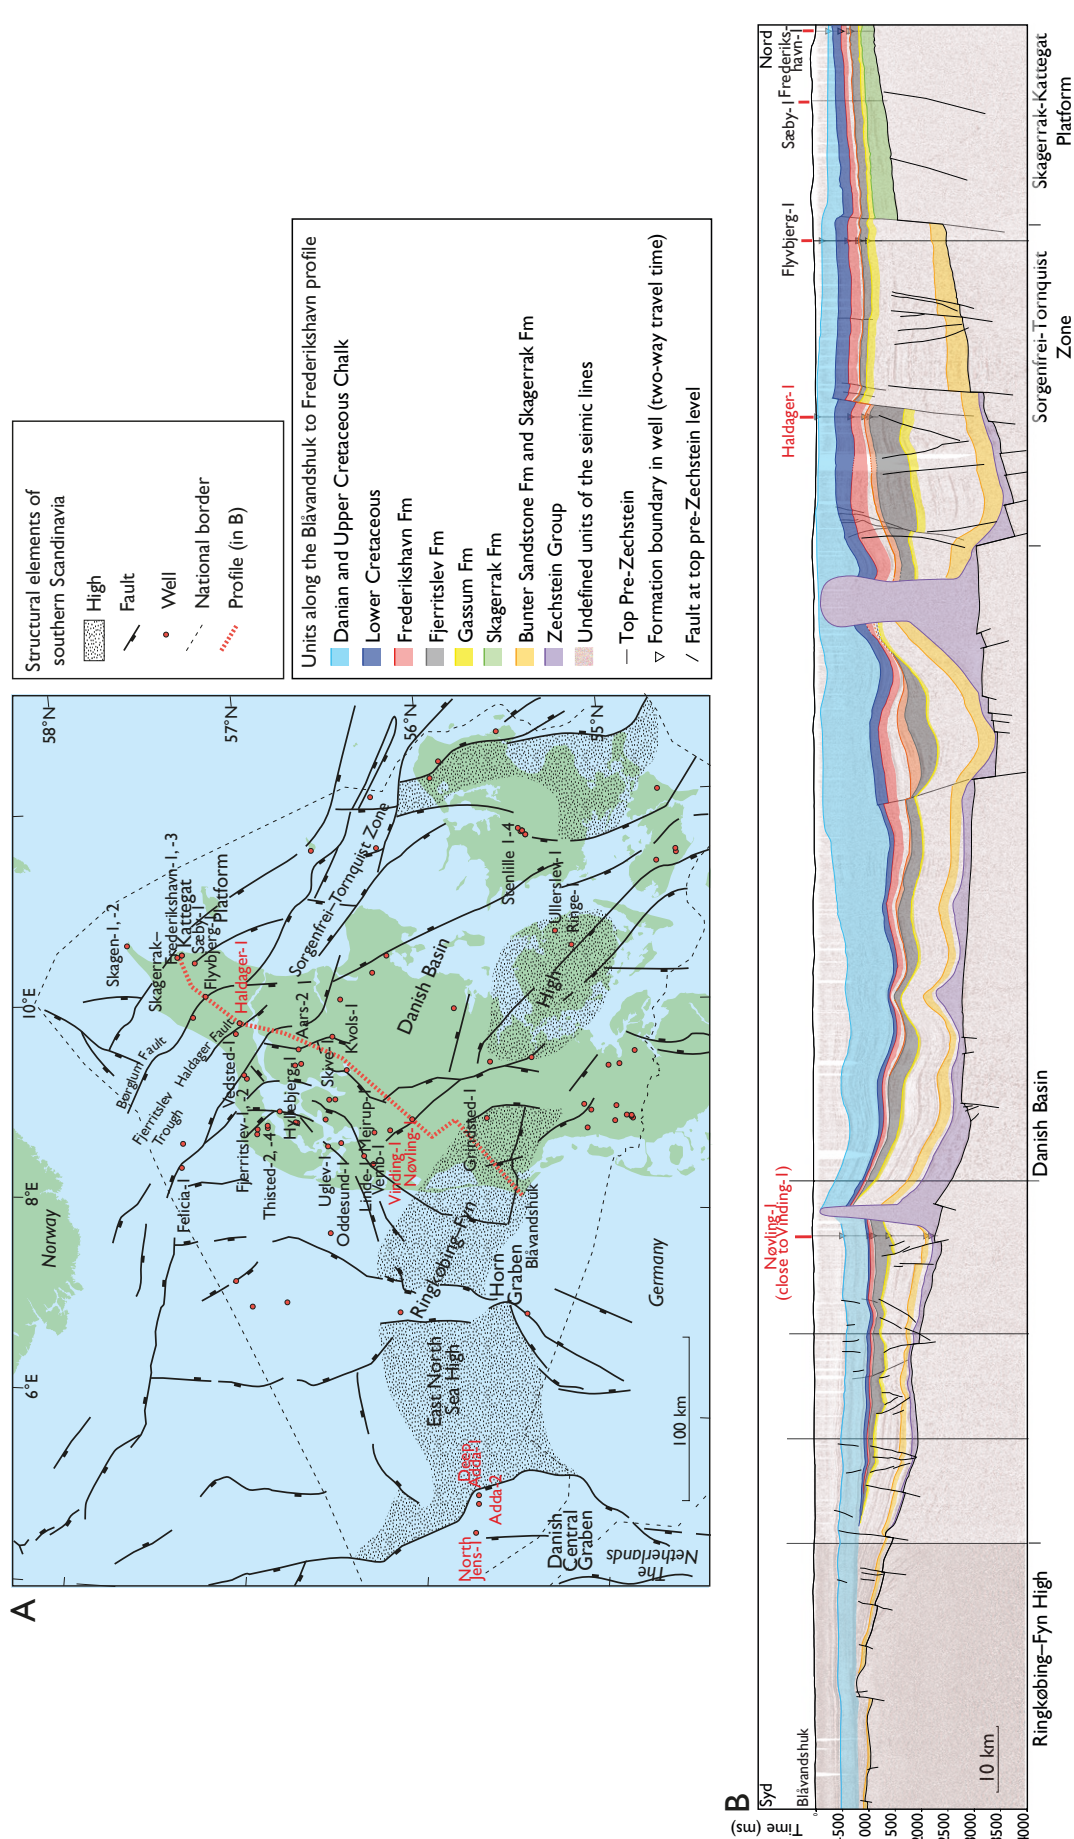 A
58°N
57°N
56°N
55°N
6°E
8°E
10°E
Norway
Skagen-1, -2
Frederikshavn-1, -3
Skagerrak–
Kattegat
Platform
Sæby-1
Flyvbjerg-1
Haldager-1
Børglum Fault
Fjerritslev
Trough
Haldager Fault
Vedsted-1
Sorgenfrei–Tornquist Zone
Felicia-1
Fjerritslev-1, -2
Thisted-2, -4
Hyllebjerg-1
Aars-2
Skive-1
Kvols-1
Uglev-1
Oddesund-1
Linde-1
Vemb-1
Mejrup-1
Vinding-1
Nøvling-1
Grindsted-1
Danish Basin
Stenlille 1-4
Ullerslev-1
Ringe-1
High
Ringkøbing–Fyn
Horn
Graben
Blåvandshuk
Germany
East North
Sea High
Deep
Adda-1
Adda-2
North
Jens-1
Danish
Central
Graben
The
Netherlands
100 km
Structural elements of
southern Scandinavia
High
Fault
Well
National border
Profile (in B)
Units along the Blåvandshuk to Frederikshavn profile
Danian and Upper Cretaceous Chalk
Lower Cretaceous
Frederikshavn Fm
Fjerritslev Fm
Gassum Fm
Skagerrak Fm
Bunter Sandstone Fm and Skagerrak Fm
Zechstein Group
Undefined units of the seimic lines
Top Pre-Zechstein
Formation boundary in well (two-way travel time)
Fault at top pre-Zechstein level
B
Syd
Nord
Blåvandshuk
Nøvling-1
(close to Vinding-1)
Haldager-1
Flyvbjerg-1
Sæby-1
Frederiks-
havn-1
Time (ms)
0
-500
10 km
Ringkøbing–Fyn High
Danish Basin
Sorgenfrei-Tornquist
Zone
Skagerrak-Kattegat
Platform